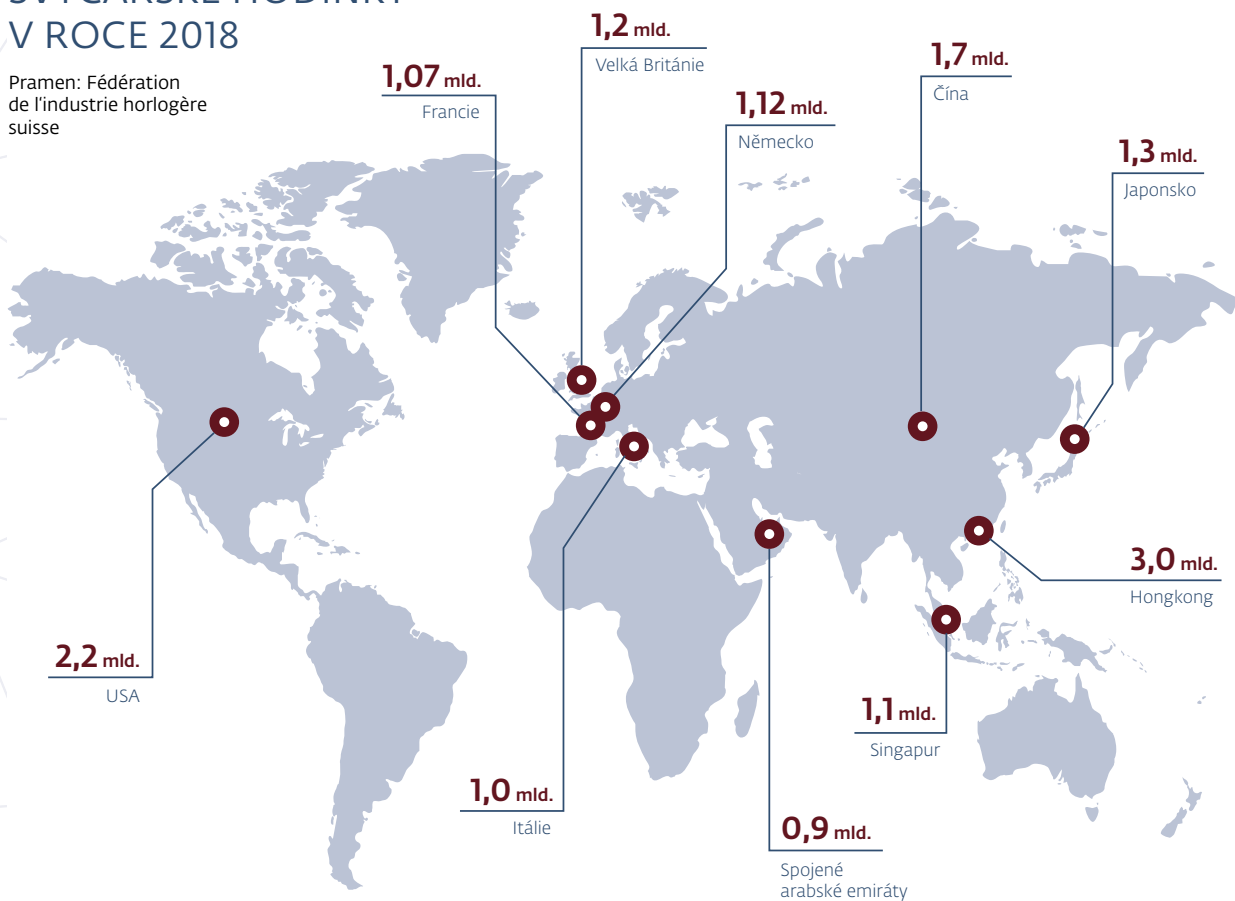 ŠVÝCARSKÉ HODINKY
V ROCE 2018
Pramen: Fédération
de l'industrie horlogère
suisse
1,07 mld.
Francie
1,2 mld.
Velká Británie
1,12 mld.
Německo
1,7 mld.
Čína
1,3 mld.
Japonsko
3,0 mld.
Hongkong
2,2 mld.
USA
1,1 mld.
Singapur
1,0 mld.
Itálie
0,9 mld.
Spojené
arabské emiráty